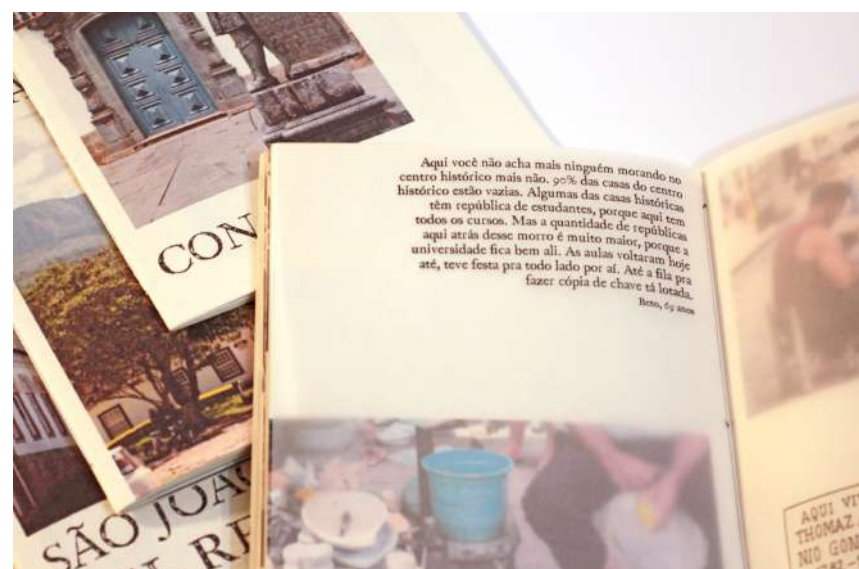 Aqui você não acha mais ninguém morando no
centro histórico mais não. 90% das casas do centro
histórico estão vazias. Algumas das casas históricas
têm república de estudantes, porque aqui tem
todos os cursos. Mas a quantidade de repúblicas
aqui atrás desse morro é muito maior, porque a
universidade fica bem ali. As aulas voltaram hoje
até, teve festa pra todo lado por aí. Até a fila pra
fazer cópia de chave tá lotada.
Beto, 69 anos
CON
SÃO JOÃO
AQUI
THOMAZ
NIO GON